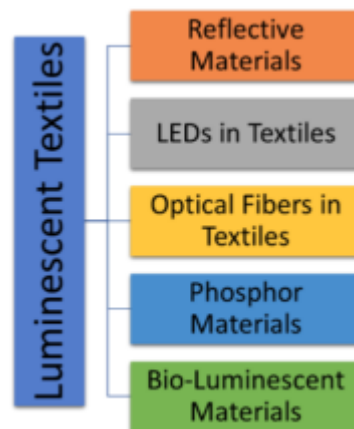 Luminescent Textiles
Reflective
Materials
LEDs in Textiles
Optical Fibers in
Textiles
Phosphor
Materials
Bio-Luminescent
Materials